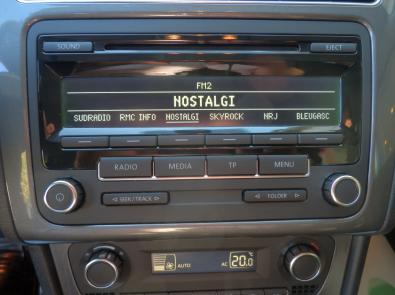 SOUND EJECT
FM2
NOSTALGI
SUDRADIO RMC INFO NOSTALGI SKYROCK NRJ BLEUGASC
RADIO MEDIA TP MENU
SEEK/TRACK FOLDER
AUTO AC 20.0